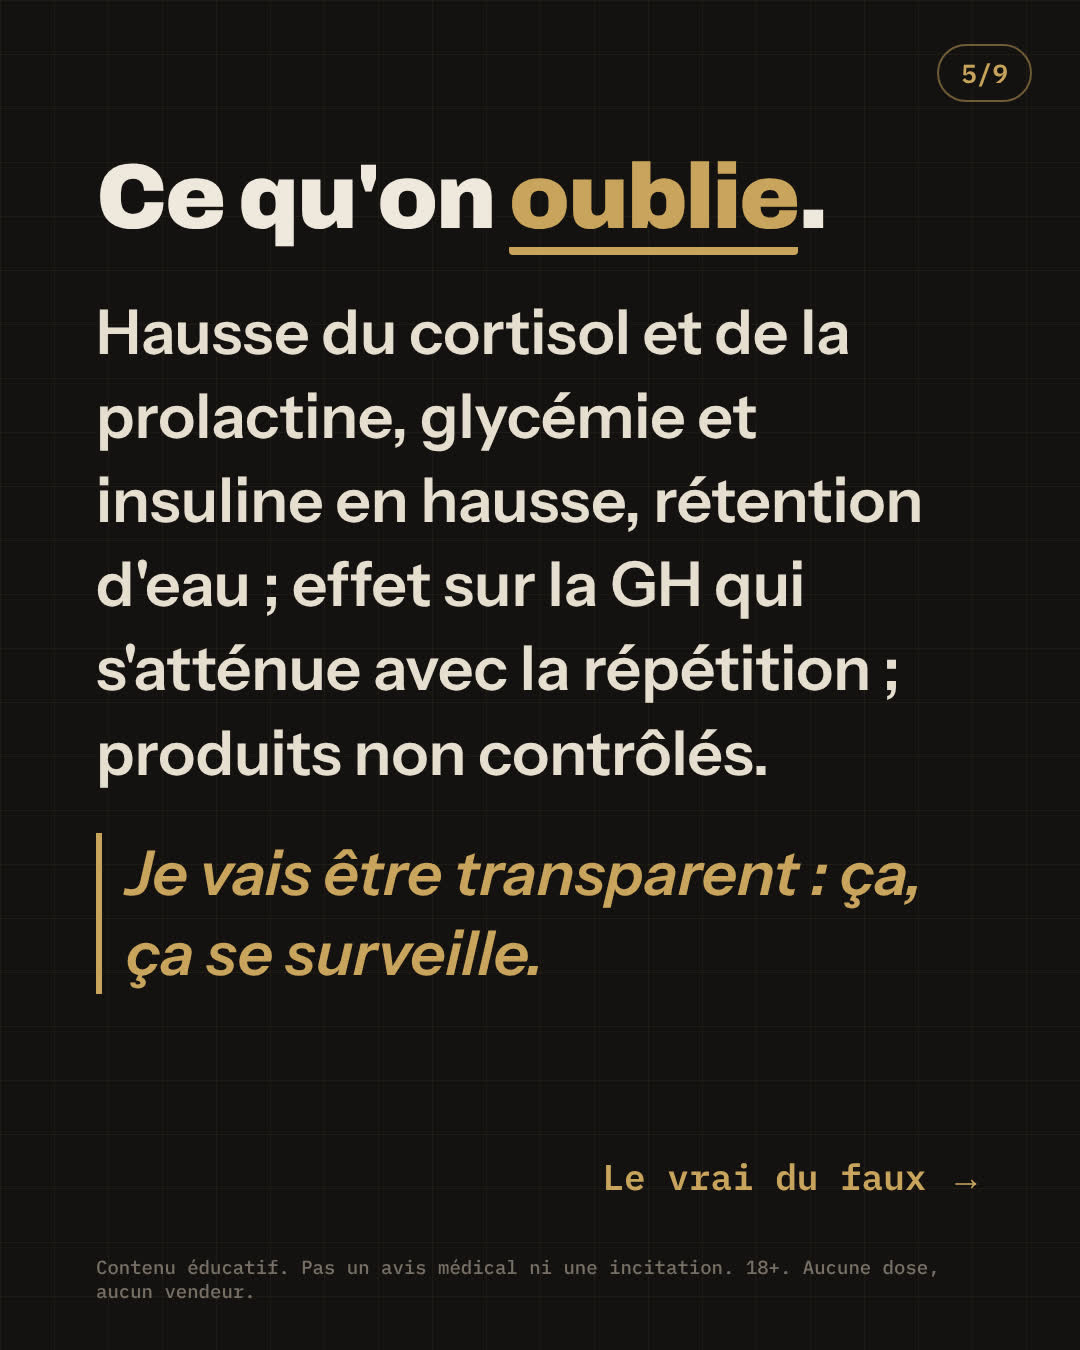 5/9
Ce qu'on oublie.
Hausse du cortisol et de la
prolactine, glycémie et
insuline en hausse, rétention
d'eau ; effet sur la GH qui
s'atténue avec la répétition ;
produits non contrôlés.
Je vais être transparent : ça,
ça se surveille.
Le vrai du faux →
Contenu éducatif. Pas un avis médical ni une incitation. 18+. Aucune dose,
aucun vendeur.